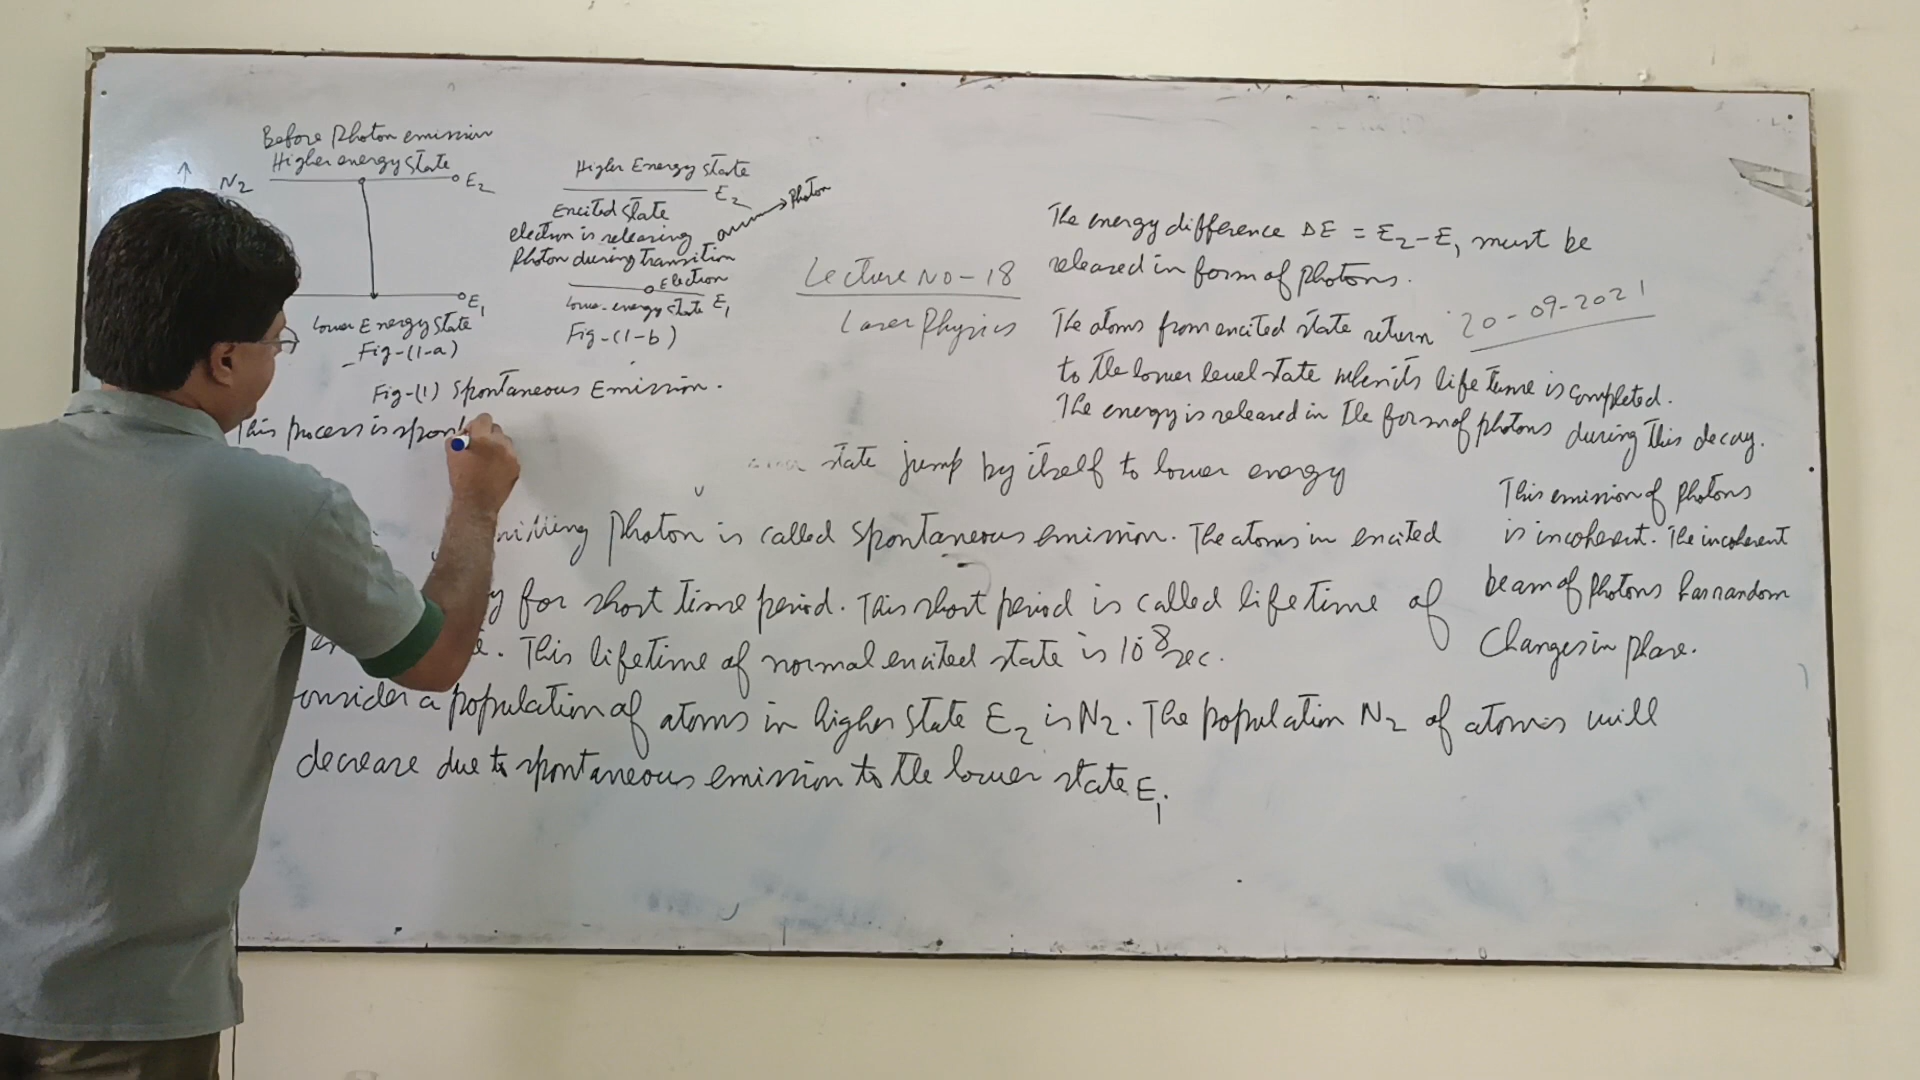 Before Photon emission
Higher energy state
N2
E2
E1
Lower Energy state
Fig-(1-a)
Higher Energy state
E2
Photon
Excited state
electron is releasing
Photon during transition
Electron
Lower energy state E1
Fig-(1-b)
Fig-(1) Spontaneous Emission.
This process is spont
Lecture No-18
Laser Physics
The energy difference ΔE = E2-E1 must be
released in form of photons.
20-09-2021
The atoms from excited state return
to the lower level state when its life time is completed.
The energy is released in the form of photons during this decay.
state jump by itself to lower energy
photon is called spontaneous emission. The atoms in excited
for short time period. This short period is called lifetime of
This lifetime of normal excited state is 10^-8 sec.
onsider a population of atoms in higher state E2 is N2. The population N2 of atoms will
decrease due to spontaneous emission to the lower state E1.
This emission of Photons
is incoherent. The incoherent
beam of Photons has random
Changes in phase.